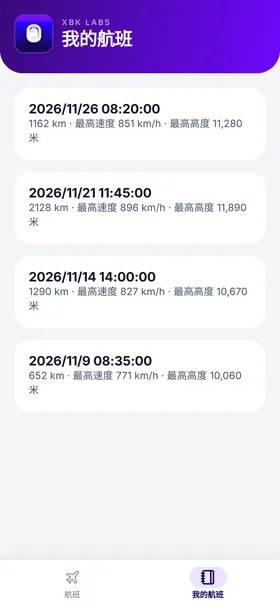 XBK LABS
我的航班
2026/11/26 08:20:00
1162 km · 最高速度 851 km/h · 最高高度 11,280
米
2026/11/21 11:45:00
2128 km · 最高速度 896 km/h · 最高高度 11,890
米
2026/11/14 14:00:00
1290 km · 最高速度 827 km/h · 最高高度 10,670
米
2026/11/9 08:35:00
652 km · 最高速度 771 km/h · 最高高度 10,060
米
航班
我的航班